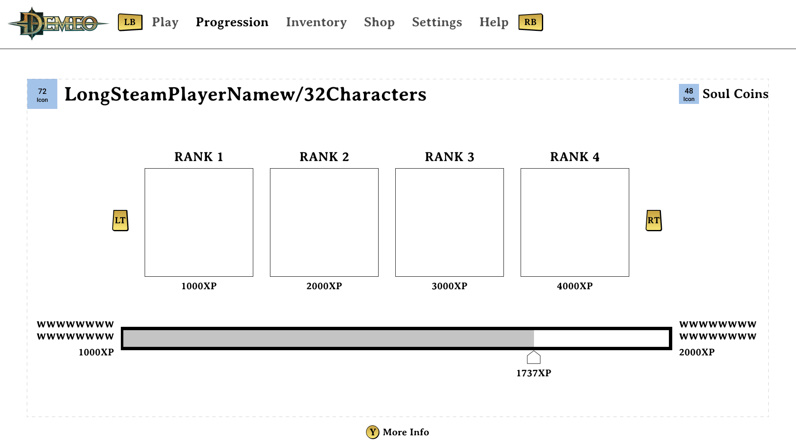 DEMEO
LB Play Progression Inventory Shop Settings Help RB
72
Icon
LongSteamPlayerNamew/32Characters
48
Icon
Soul Coins
RANK 1 RANK 2 RANK 3 RANK 4
LT
RT
1000XP 2000XP 3000XP 4000XP
WWWWWWWW
WWWWWWWW
1000XP
WWWWWWWW
WWWWWWWW
2000XP
1737XP
Y More Info